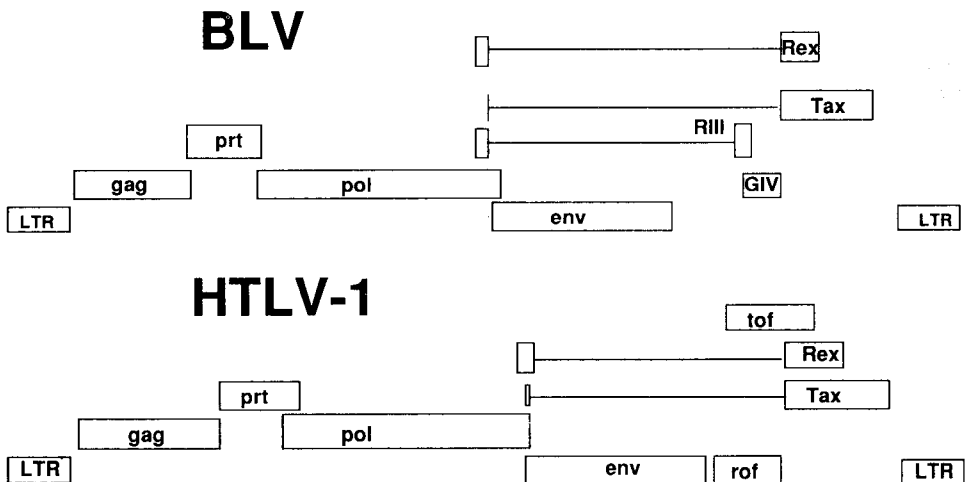 BLV
Rex
Tax
RIII
prt
gag
pol
GIV
LTR
env
LTR
HTLV-1
tof
Rex
prt
Tax
gag
pol
LTR
env
rof
LTR